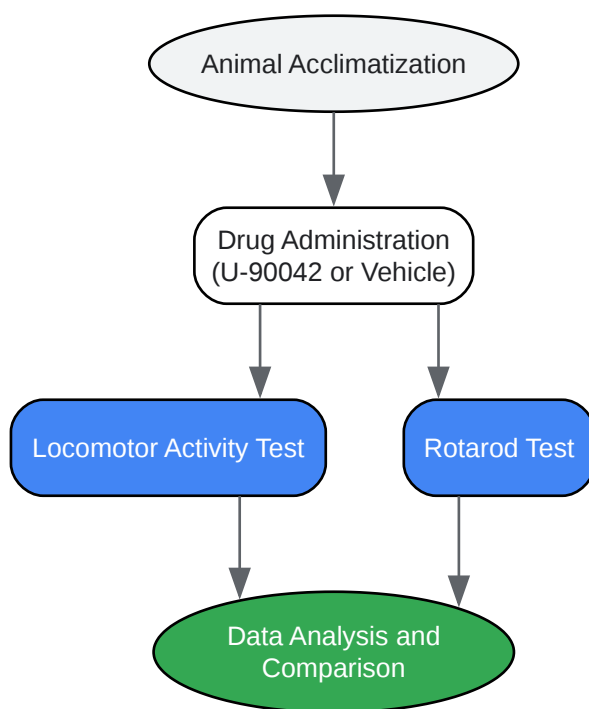 Animal Acclimatization
Drug Administration
(U-90042 or Vehicle)
Locomotor Activity Test
Rotarod Test
Data Analysis and
Comparison